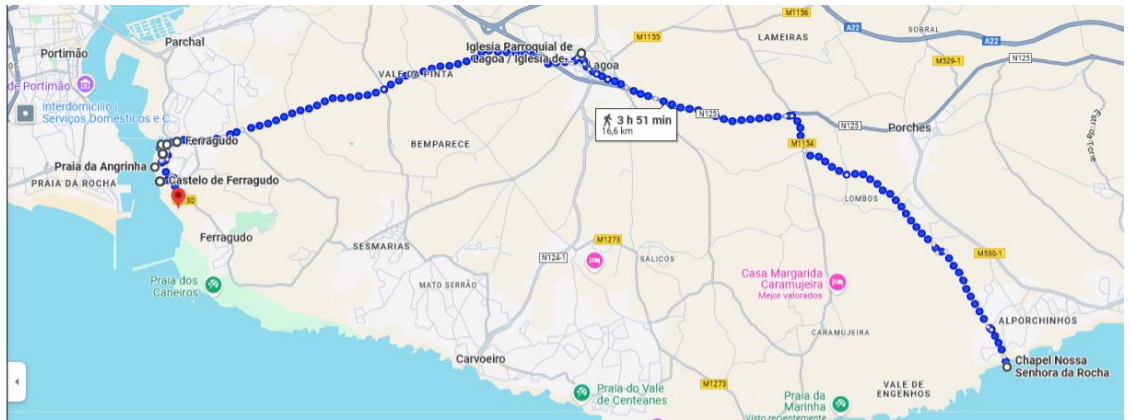 Portimão
Parchal
de Portimão
Interdomicilio |
Serviços Domésticos e C
PRAIA DA ROCHA
Praia da Angrinha
Ferragudo
Castelo de Ferragudo
Ferragudo
Praia dos
Caneiros
VALE DA PINTA
BEMPARECE
SESMARIAS
MATO SERRÃO
Carvoeiro
Iglesia Parroquial de
Lagoa / Iglesia de...
Lagoa
3 h 51 min
16,6 km
M1155
M1156
LAMEIRAS
SOBRAL
A22
A22
M529-1
N125
N125
N125
Porches
M1154
LOMBOS
M530-1
N124-1
M1273
SALICOS
Casa Margarida
Caramujeira
Mejor valorados
CARAMUJEIRA
ALPORCHINHOS
Chapel Nossa
Senhora da Rocha
VALE DE
ENGENHOS
M1273
Praia do Vale
de Centeanes
Praia da
Marinha
Visto recientemente